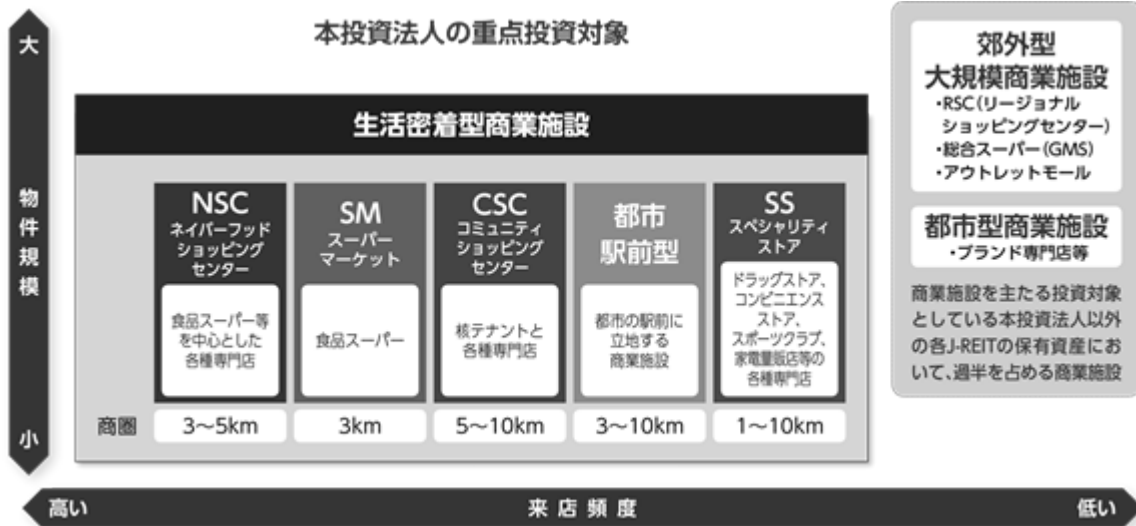 本投資法人の重点投資対象
大
物件規模
小
生活密着型商業施設
NSC
ネイバーフッド
ショッピング
センター
食品スーパー等
を中心とした
各種専門店
SM
スーパー
マーケット
食品スーパー
CSC
コミュニティ
ショッピング
センター
核テナントと
各種専門店
都市
駅前型
都市の駅前に
立地する
商業施設
SS
スペシャリティ
ストア
ドラッグストア、
コンビニエンス
ストア、
スポーツクラブ、
家電量販店等の
各種専門店
商圏
3〜5km
3km
5〜10km
3〜10km
1〜10km
郊外型
大規模商業施設
・RSC(リージョナル
ショッピングセンター)
・総合スーパー(GMS)
・アウトレットモール
都市型商業施設
・ブランド専門店等
商業施設を主たる投資対象
としている本投資法人以外
の各J-REITの保有資産にお
いて、過半を占める商業施設
高い
来店頻度
低い